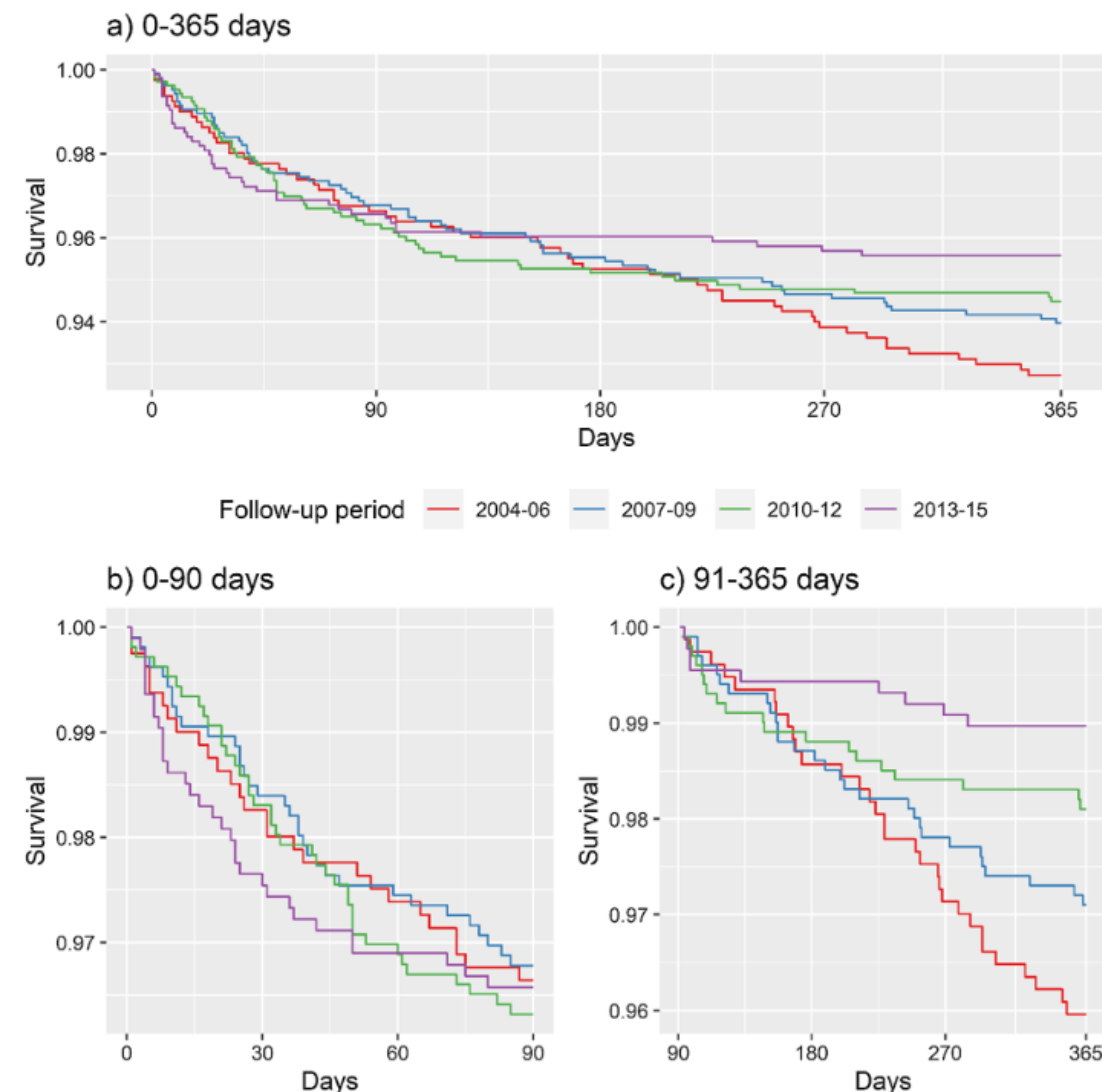 a) 0-365 days
1.00
0.98
0.96
0.94
Survival
0 90 180 270 365
Days
Follow-up period 2004-06 2007-09 2010-12 2013-15
b) 0-90 days
1.00
0.99
0.98
0.97
Survival
0 30 60 90
Days
c) 91-365 days
1.00
0.99
0.98
0.97
0.96
Survival
90 180 270 365
Days